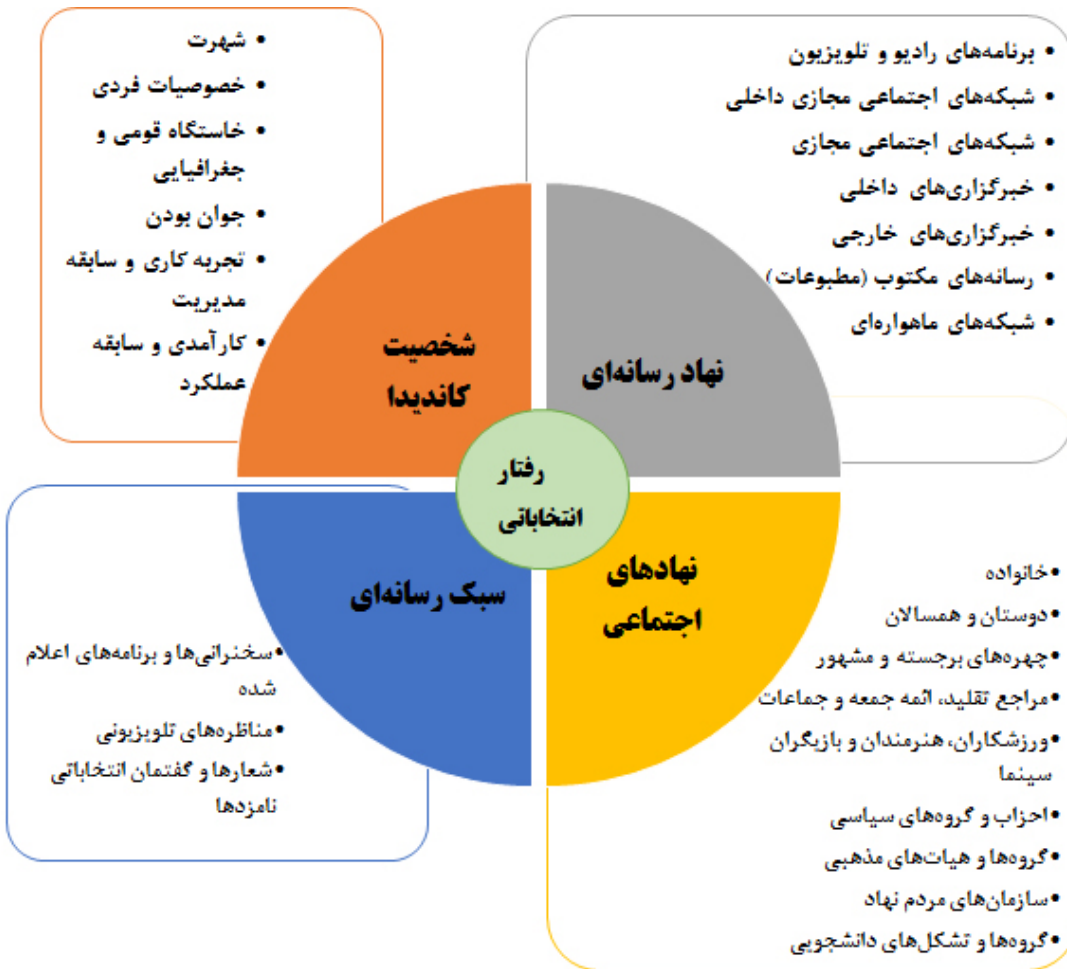 • برنامه‌های رادیو و تلویزیون
• شبکه‌های اجتماعی مجازی داخلی
• شبکه‌های اجتماعی مجازی
• خبرگزاری‌های داخلی
• خبرگزاری‌های خارجی
• رسانه‌های مکتوب (مطبوعات)
• شبکه‌های ماهواره‌ای
• شهرت
• خصوصیات فردی
• خاستگاه قومی و
جغرافیایی
• جوان بودن
• تجربه کاری و سابقه
مدیریت
• کارآمدی و سابقه
عملکرد
نهاد رسانه‌ای
شخصیت
کاندیدا
رفتار
انتخاباتی
نهادهای
اجتماعی
سبک رسانه‌ای
•خانواده
•دوستان و همسالان
•چهره‌های برجسته و مشهور
•مراجع تقلید، ائمه جمعه و جماعات
•ورزشکاران، هنرمندان و بازیگران
سینما
•احزاب و گروه‌های سیاسی
•گروه‌ها و هیات‌های مذهبی
•سازمان‌های مردم نهاد
•گروه‌ها و تشکل‌های دانشجویی
•سخنرانی‌ها و برنامه‌های اعلام
شده
•مناظره‌های تلویزیونی
•شعارها و گفتمان انتخاباتی
نامزدها